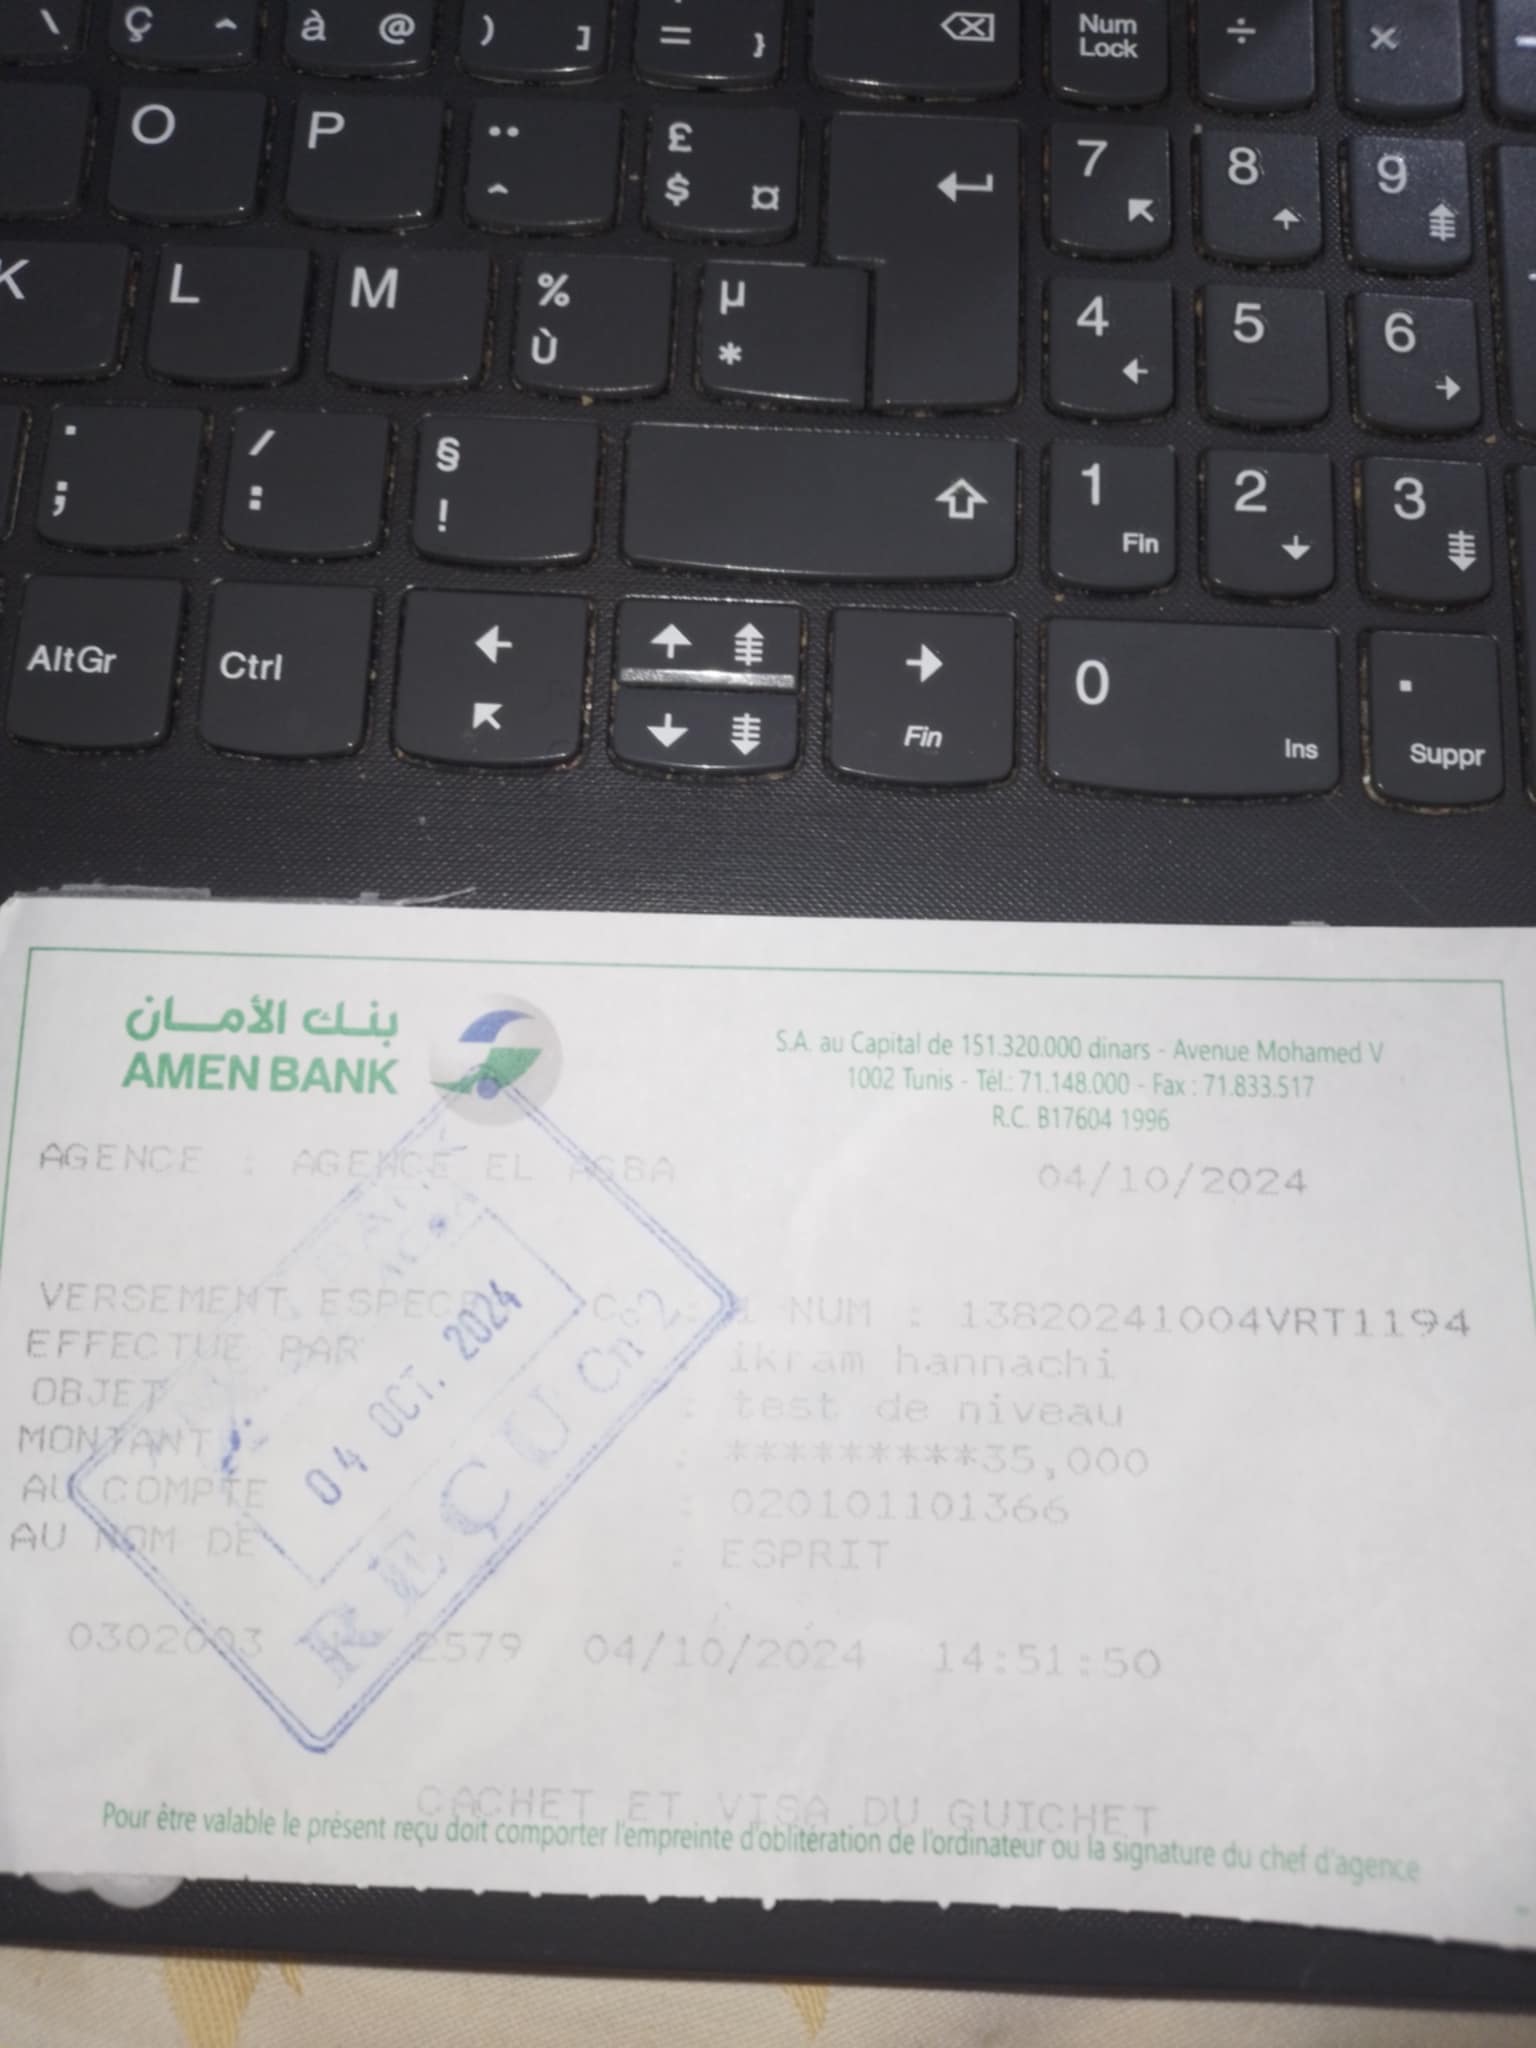 \ ç ^ à @ ) ] = } Num Lock ÷ ×
O P ¨ ^ £ $ ¤ 7 8 9
K L M % Ù µ * 4 5 6
. ; / : § ! 1 Fin 2 3
AltGr Ctrl Fin 0 Ins . Suppr
بنك الأمان
AMEN BANK
S.A. au Capital de 151.320.000 dinars - Avenue Mohamed V
1002 Tunis - Tél.: 71.148.000 - Fax : 71.833.517
R.C. B17604 1996
AGENCE : AGENCE EL AGBA 04/10/2024
VERSEMENT ESPECE : 1 NUM : 13820241004VRT1194
EFFECTUE PAR : ikram hannachi
OBJET : test de niveau
MONTANT : *********35,000
AU COMPTE : 020101101366
AU NOM DE : ESPRIT
04 OCT. 2024
REÇU Cn2
0302003 2579 04/10/2024 14:51:50
CACHET ET VISA DU GUICHET
Pour être valable le présent reçu doit comporter l'empreinte d'oblitération de l'ordinateur ou la signature du chef d'agence